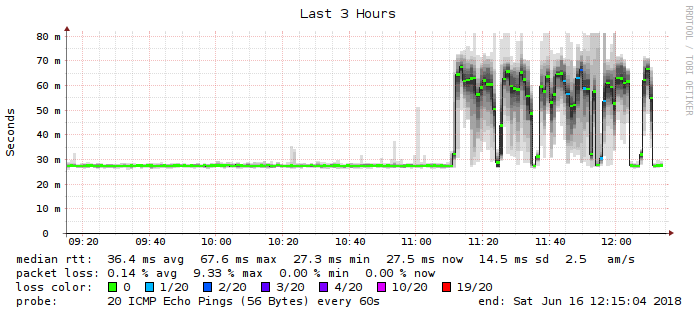 Last 3 Hours
RRDTOOL / TOBI OETIKER
Seconds
80 m
70 m
60 m
50 m
40 m
30 m
20 m
10 m
0
09:20 09:40 10:00 10:20 10:40 11:00 11:20 11:40 12:00
median rtt: 36.4 ms avg 67.6 ms max 27.3 ms min 27.5 ms now 14.5 ms sd 2.5 am/s
packet loss: 0.14 % avg 9.33 % max 0.00 % min 0.00 % now
loss color: 0 1/20 2/20 3/20 4/20 10/20 19/20
probe: 20 ICMP Echo Pings (56 Bytes) every 60s end: Sat Jun 16 12:15:04 2018